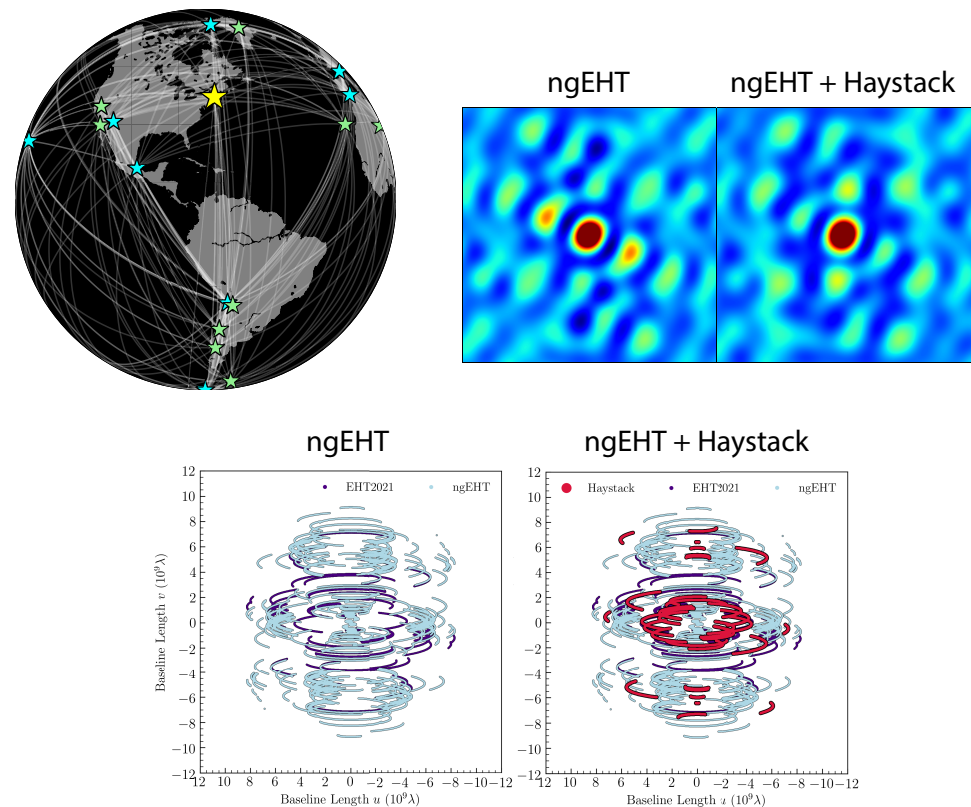 ngEHT
ngEHT + Haystack
ngEHT
ngEHT + Haystack
12
10
8
6
4
2
0
−2
−4
−6
−8
−10
−12
Baseline Length v (10⁹λ)
EHT2021
ngEHT
12 10 8 6 4 2 0 −2 −4 −6 −8 −10 −12
Baseline Length u (10⁹λ)
12
10
8
6
4
2
0
−2
−4
−6
−8
−10
−12
Haystack
EHT2021
ngEHT
12 10 8 6 4 2 0 −2 −4 −6 −8 −10 −12
Baseline Length u (10⁹λ)